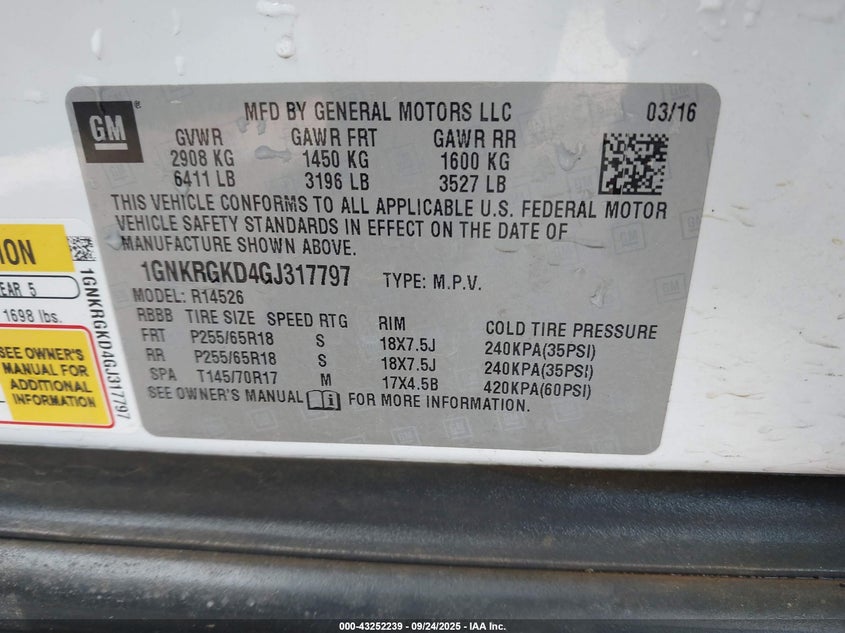 GM ®
MFD BY GENERAL MOTORS LLC 03/16
GVWR GAWR FRT GAWR RR
2908 KG 1450 KG 1600 KG
6411 LB 3196 LB 3527 LB
THIS VEHICLE CONFORMS TO ALL APPLICABLE U.S. FEDERAL MOTOR
VEHICLE SAFETY STANDARDS IN EFFECT ON THE DATE OF
MANUFACTURE SHOWN ABOVE.
1GNKRGKD4GJ317797 TYPE: M.P.V.
MODEL: R14526
RBBB TIRE SIZE SPEED RTG RIM COLD TIRE PRESSURE
FRT P255/65R18 S 18X7.5J 240KPA(35PSI)
RR P255/65R18 S 18X7.5J 240KPA(35PSI)
SPA T145/70R17 M 17X4.5B 420KPA(60PSI)
SEE OWNER'S MANUAL i FOR MORE INFORMATION.
EAR 5
1698 lbs.
SEE OWNER'S
MANUAL FOR
ADDITIONAL
INFORMATION
1GNKRGKD4GJ317797
000-43252239 - 09/24/2025 - IAA Inc.